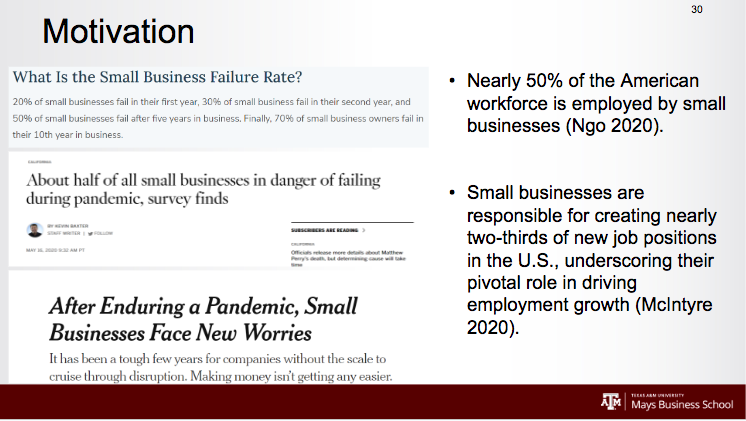 30
Motivation
What Is the Small Business Failure Rate?
20% of small businesses fail in their first year, 30% of small business fail in their second year, and
50% of small businesses fail after five years in business. Finally, 70% of small business owners fail in
their 10th year in business.
CALIFORNIA
About half of all small businesses in danger of failing
during pandemic, survey finds
BY KEVIN BAXTER
STAFF WRITER | FOLLOW
MAY 10, 2020 6:32 AM PT
SUBSCRIBERS ARE READING >
CALIFORNIA
Officials release more details about Matthew
Perry's death, but determining cause will take
time
After Enduring a Pandemic, Small
Businesses Face New Worries
It has been a tough few years for companies without the scale to
cruise through disruption. Making money isn't getting any easier.
• Nearly 50% of the American
workforce is employed by small
businesses (Ngo 2020).
• Small businesses are
responsible for creating nearly
two-thirds of new job positions
in the U.S., underscoring their
pivotal role in driving
employment growth (McIntyre
2020).
ATM
TEXAS A&M UNIVERSITY
Mays Business School